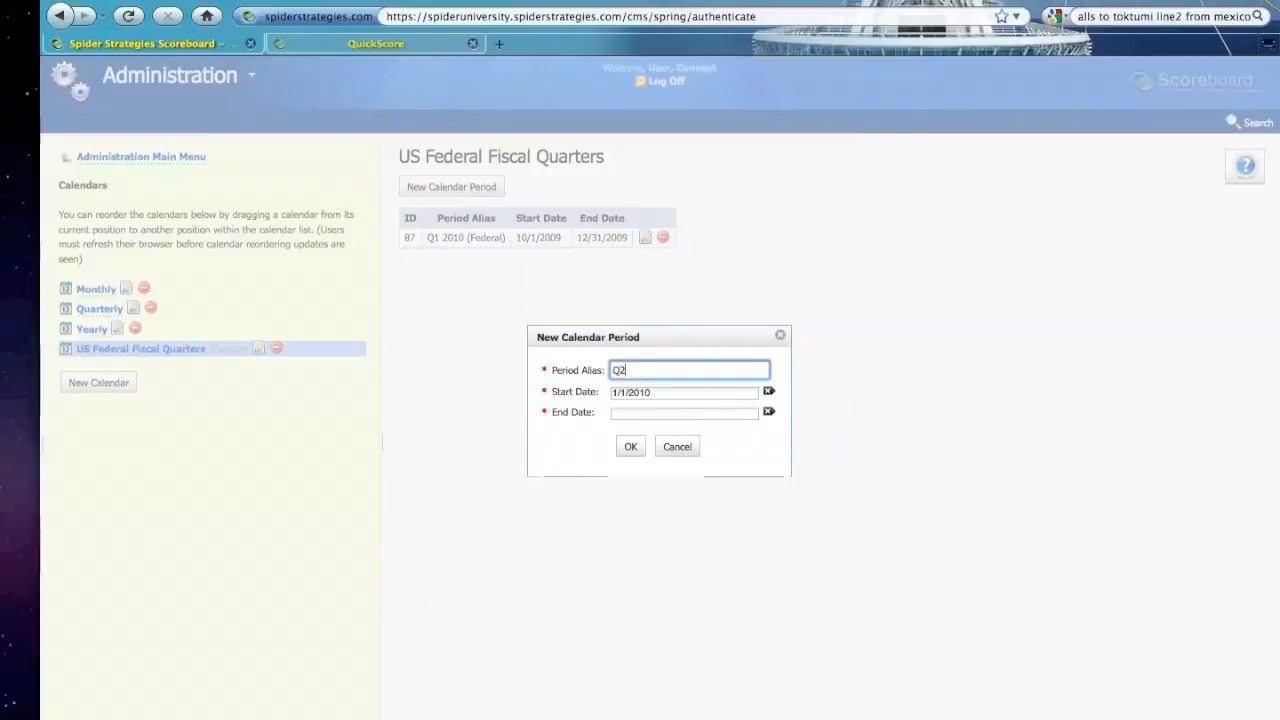 spiderstrategies.com https://spideruniversity.spiderstrategies.com/cms/spring/authenticate alls to toktumi line2 from mexico
Spider Strategies Scoreboard – ... QuickScore
Administration
Welcome, User, Connect
Log Off
Scoreboard
Search
Administration Main Menu
Calendars
You can reorder the calendars below by dragging a calendar from its
current position to another position within the calendar list. (Users
must refresh their browser before calendar reordering updates are
seen)
Monthly
Quarterly
Yearly
US Federal Fiscal Quarters (Custom)
New Calendar
US Federal Fiscal Quarters
New Calendar Period
ID Period Alias Start Date End Date
87 Q1 2010 (Federal) 10/1/2009 12/31/2009
New Calendar Period
* Period Alias: Q2
* Start Date: 1/1/2010
* End Date:
OK Cancel